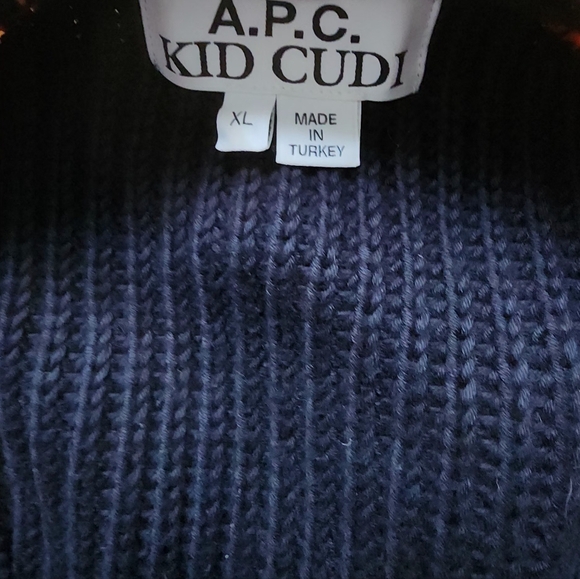 A.P.C.
KID CUDI
XL
MADE
IN
TURKEY